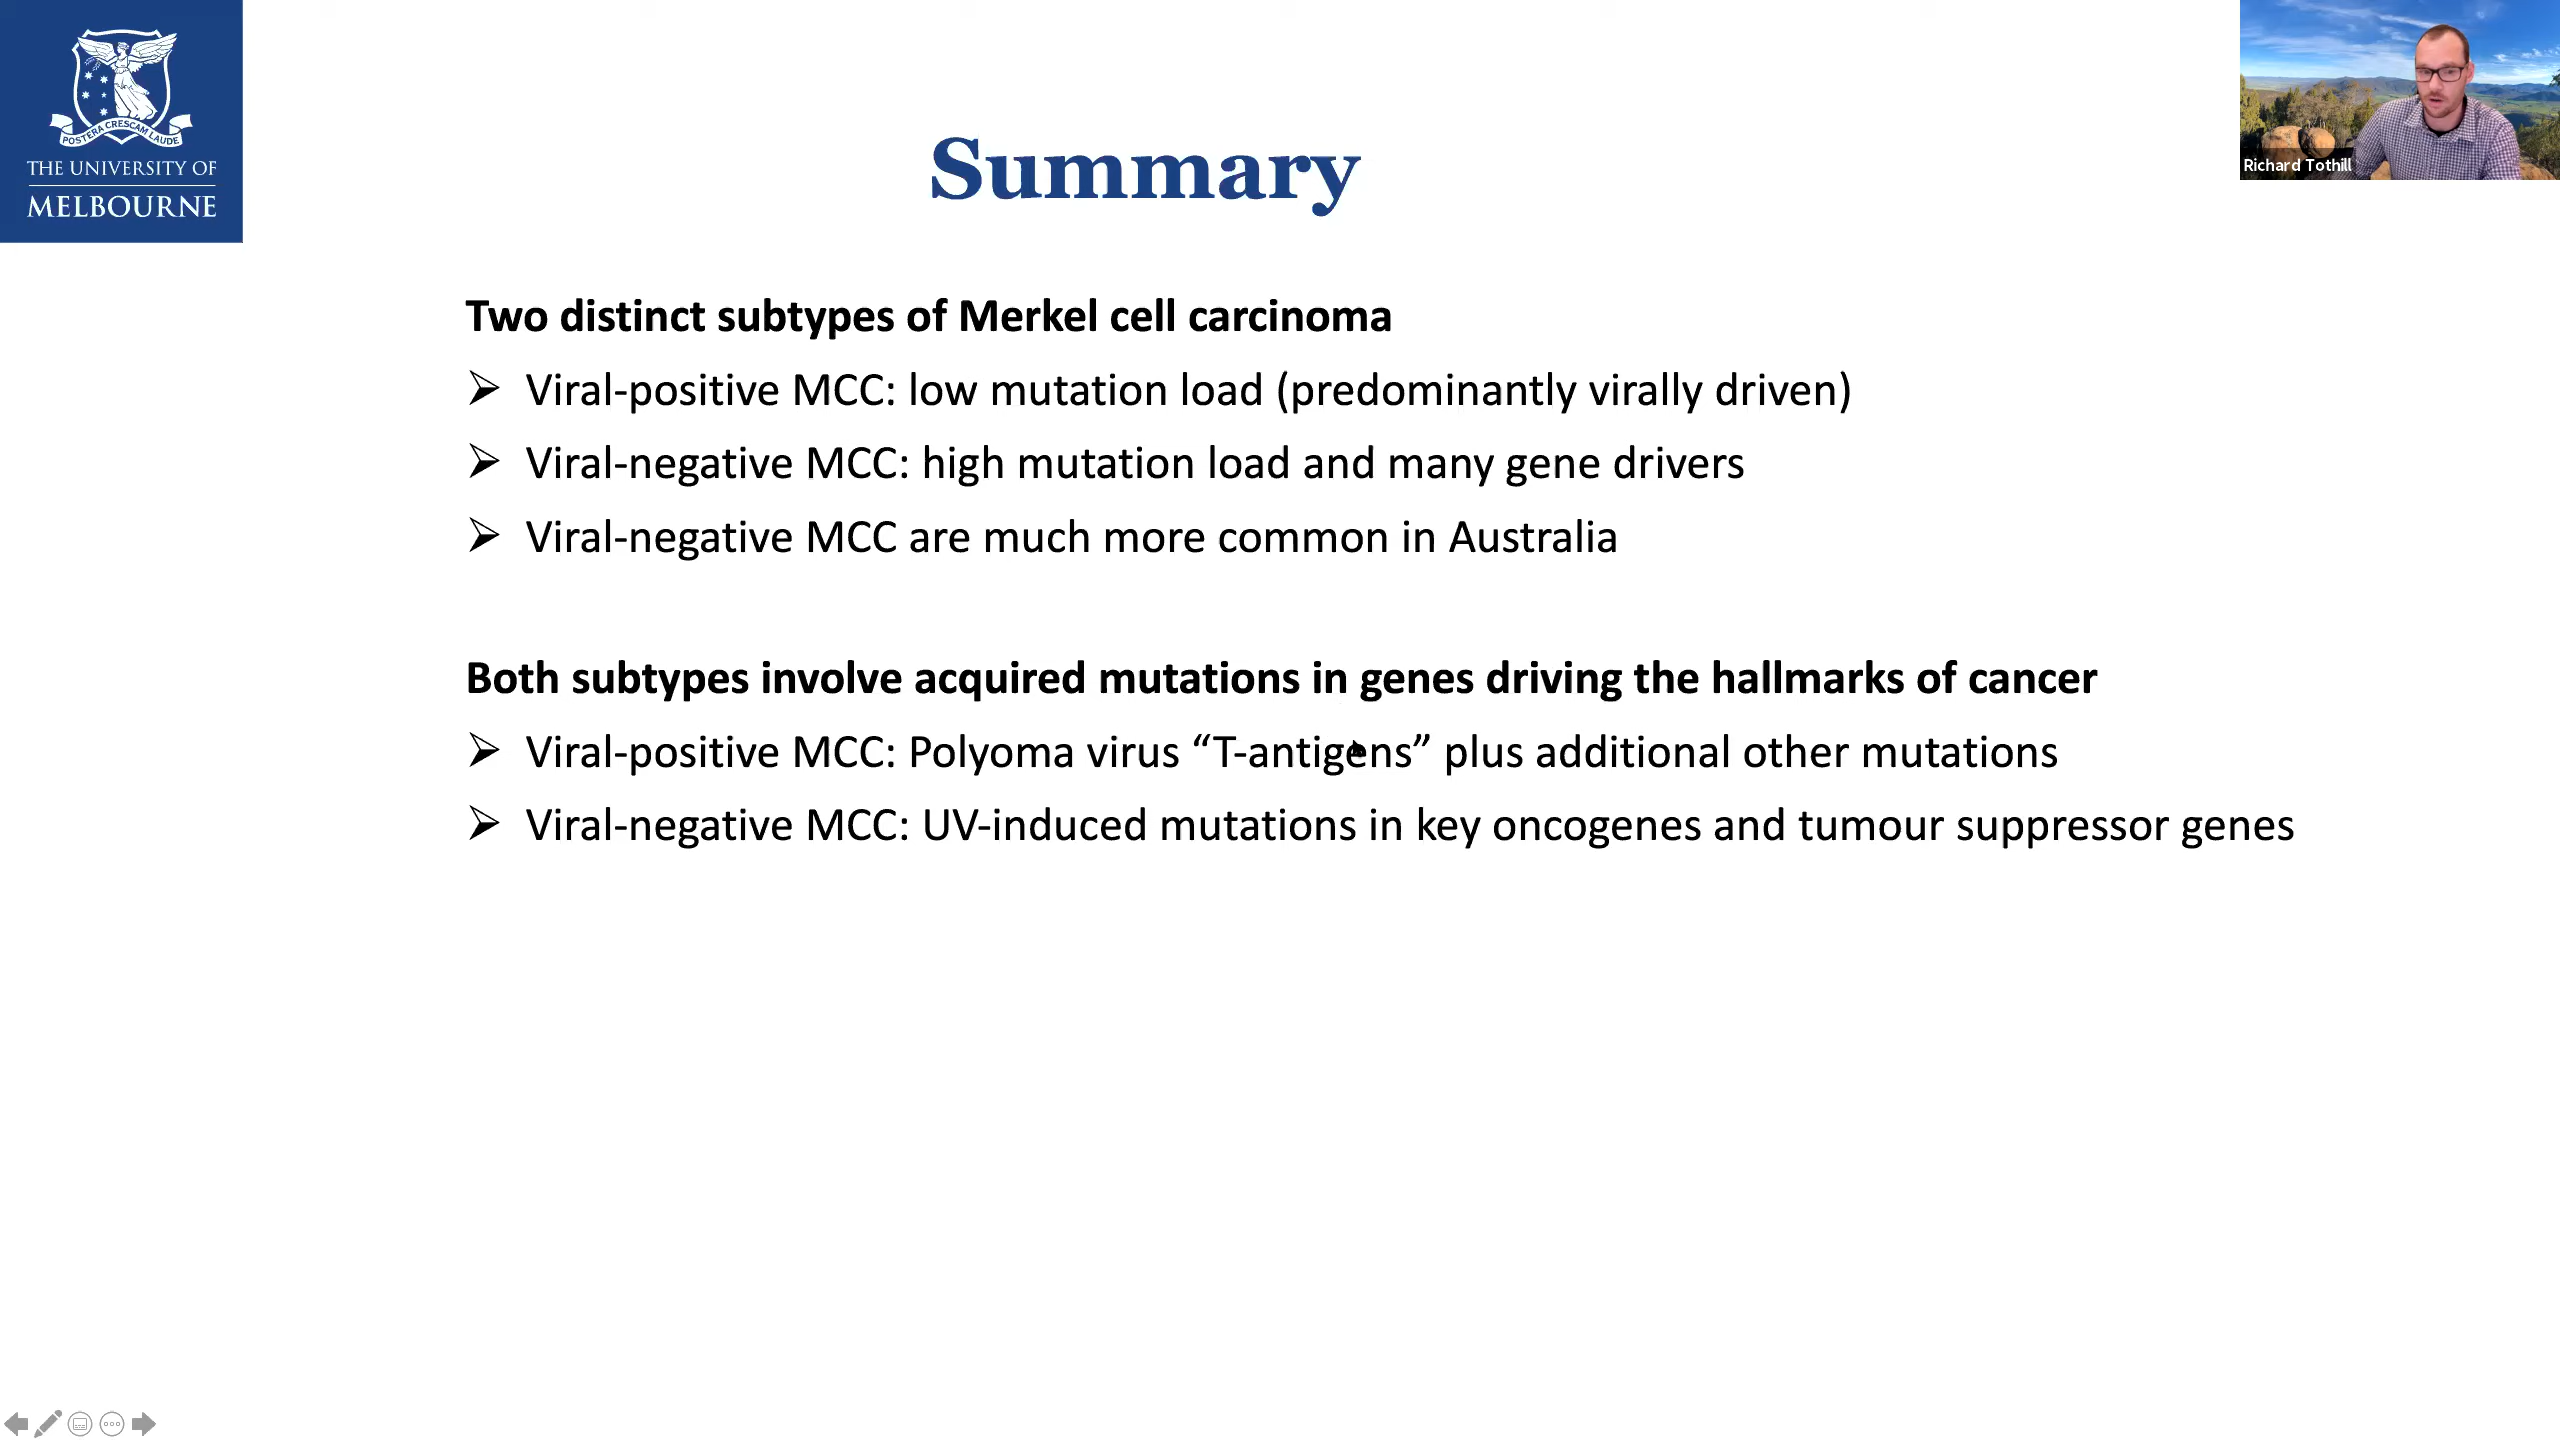 POSTERA CRESCAM LAUDE
THE UNIVERSITY OF
MELBOURNE
Richard Tothill
Summary
Two distinct subtypes of Merkel cell carcinoma
➢ Viral-positive MCC: low mutation load (predominantly virally driven)
➢ Viral-negative MCC: high mutation load and many gene drivers
➢ Viral-negative MCC are much more common in Australia
Both subtypes involve acquired mutations in genes driving the hallmarks of cancer
➢ Viral-positive MCC: Polyoma virus “T-antigens” plus additional other mutations
➢ Viral-negative MCC: UV-induced mutations in key oncogenes and tumour suppressor genes